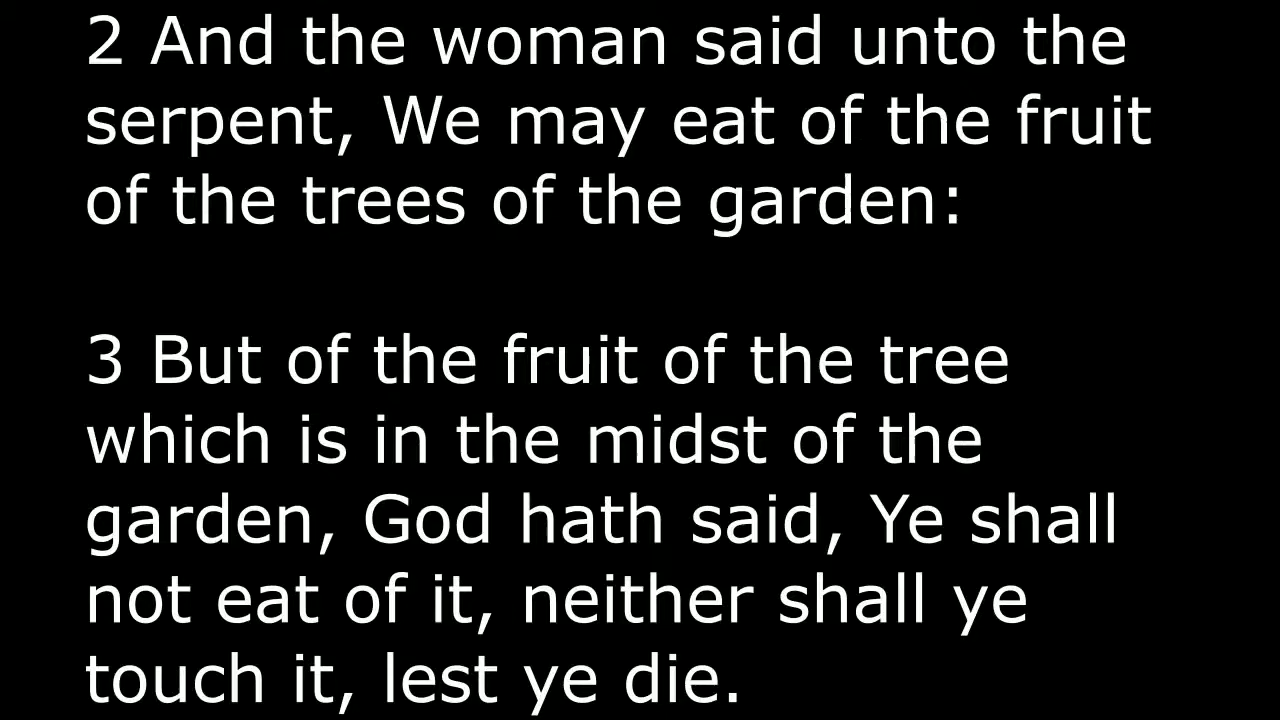 2 And the woman said unto the
serpent, We may eat of the fruit
of the trees of the garden:
3 But of the fruit of the tree
which is in the midst of the
garden, God hath said, Ye shall
not eat of it, neither shall ye
touch it, lest ye die.